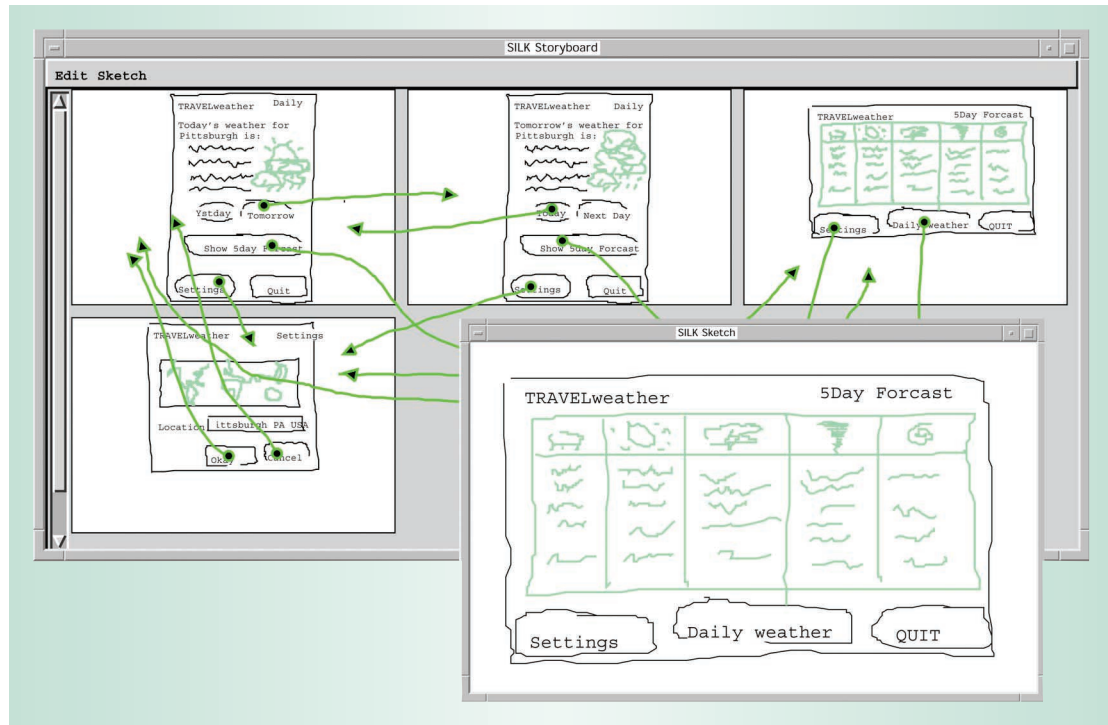 SILK Storyboard
Edit Sketch
TRAVELweather Daily
Today's weather for
Pittsburgh is:
Ystday Tomorrow
Show 5day Forcast
Settings Quit
TRAVELweather Daily
Tomorrow's weather for
Pittsburgh is:
Today Next Day
Show 5day Forcast
Settings Quit
TRAVELweather 5Day Forcast
Settings Daily weather QUIT
TRAVELweather Settings
Location ittsburgh PA USA
Okay Cancel
SILK Sketch
TRAVELweather 5Day Forcast
Settings Daily weather QUIT